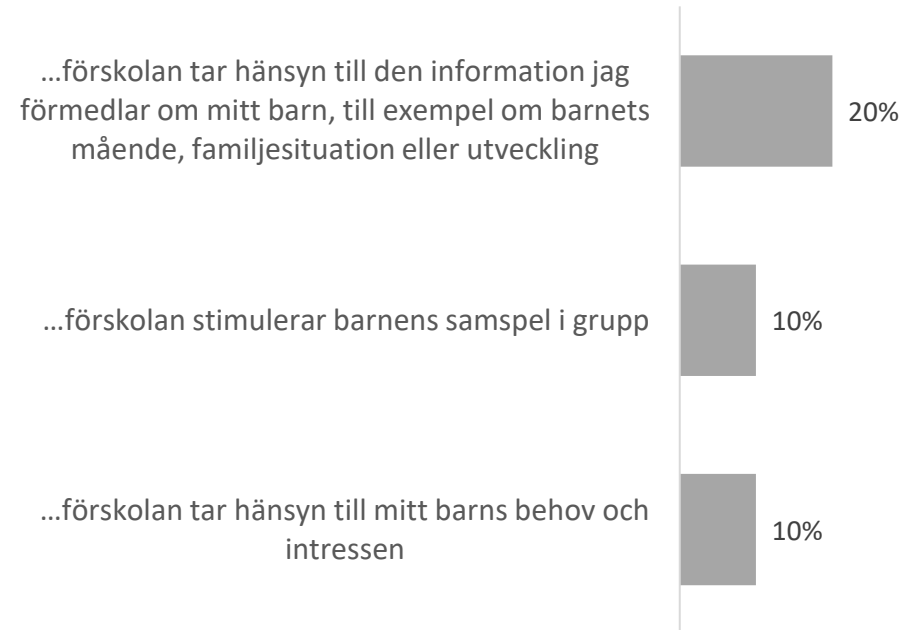 …förskolan tar hänsyn till den information jag
förmedlar om mitt barn, till exempel om barnets
mående, familjesituation eller utveckling
20%
…förskolan stimulerar barnens samspel i grupp
10%
…förskolan tar hänsyn till mitt barns behov och
intressen
10%